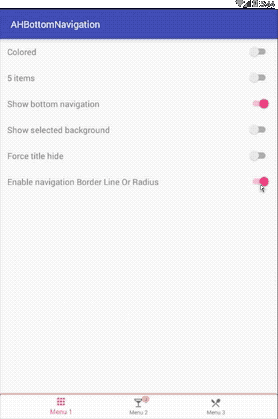 AHBottomNavigation
Colored
5 items
Show bottom navigation
Show selected background
Force title hide
Enable navigation Border Line Or Radius
Menu 1
Menu 2
Menu 3